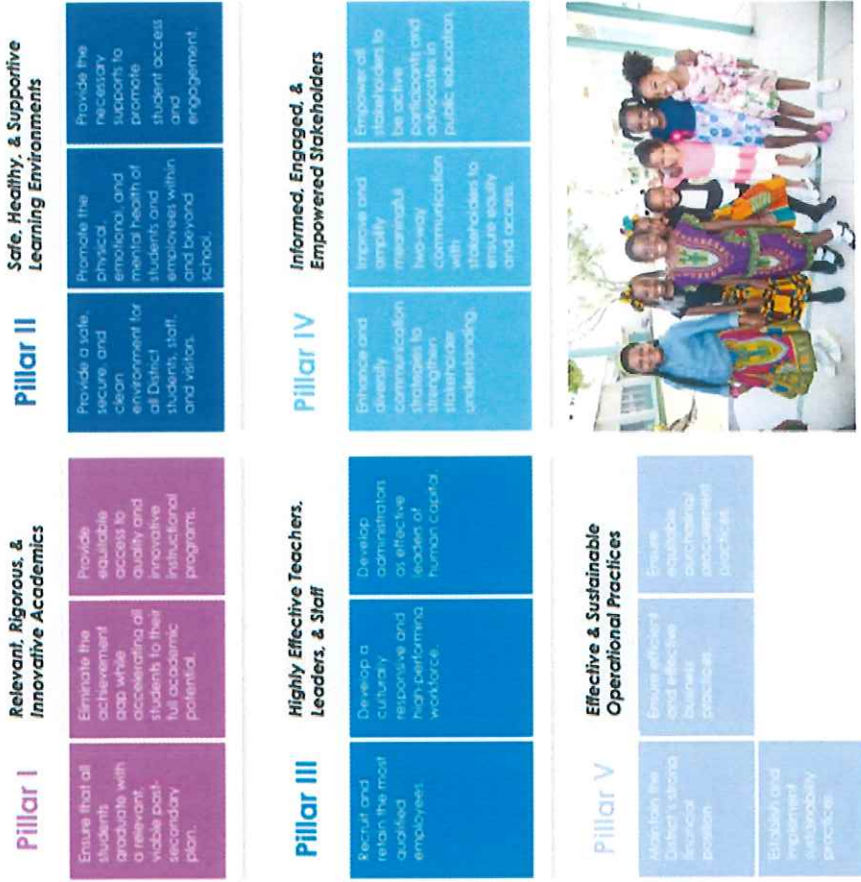 Pillar I
Relevant, Rigorous, &
Innovative Academics
Ensure that all
students
graduate with
a relevant,
viable post-
secondary
plan.
Eliminate the
achievement
gap while
accelerating all
students to their
full academic
potential.
Provide
equitable
access to
quality and
innovative
instructional
programs.
Pillar II
Safe, Healthy, & Supportive
Learning Environments
Provide a safe,
secure, and
clean
environment for
all District
students, staff,
and visitors.
Promote the
physical,
emotional, and
mental health of
students and
employees within
and beyond
school.
Provide the
necessary
supports to
promote
student access
and
engagement.
Pillar III
Highly Effective Teachers,
Leaders, & Staff
Recruit and
retain the most
qualified
employees.
Develop a
culturally
responsive and
high-performing
workforce.
Develop
administrators
as effective
leaders of
human capital.
Pillar IV
Informed, Engaged, &
Empowered Stakeholders
Enhance and
diversify
communication
strategies to
strengthen
stakeholder
understanding.
Improve and
amplify
meaningful
two-way
communication
with
stakeholders to
ensure equity
and access.
Empower all
stakeholders to
be active
participants and
advocates in
public education.
Pillar V
Effective & Sustainable
Operational Practices
Maintain the
District's strong
financial
position.
Ensure efficient
and effective
business
practices.
Ensure
equitable
purchasing/
procurement
practices.
Establish and
implement
sustainability
practices.